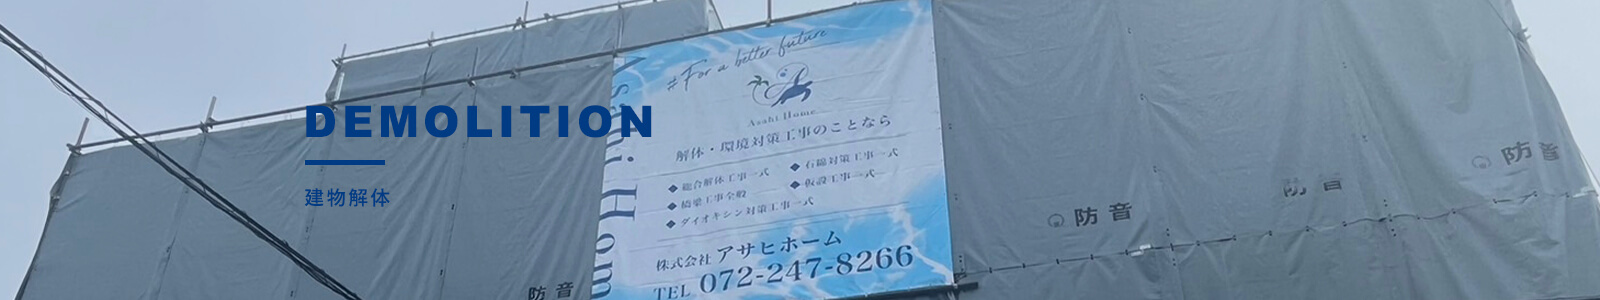 DEMOLITION
建物解体
#For a better future
Asahi Home
解体・環境対策工事のことなら
◆総合解体工事一式
◆石綿対策工事一式
◆橋梁工事全般
◆仮設工事一式
◆ダイオキシン対策工事一式
株式会社 アサヒホーム
TEL 072-247-8266
Asahi Hom
防音
防音
防音
防音